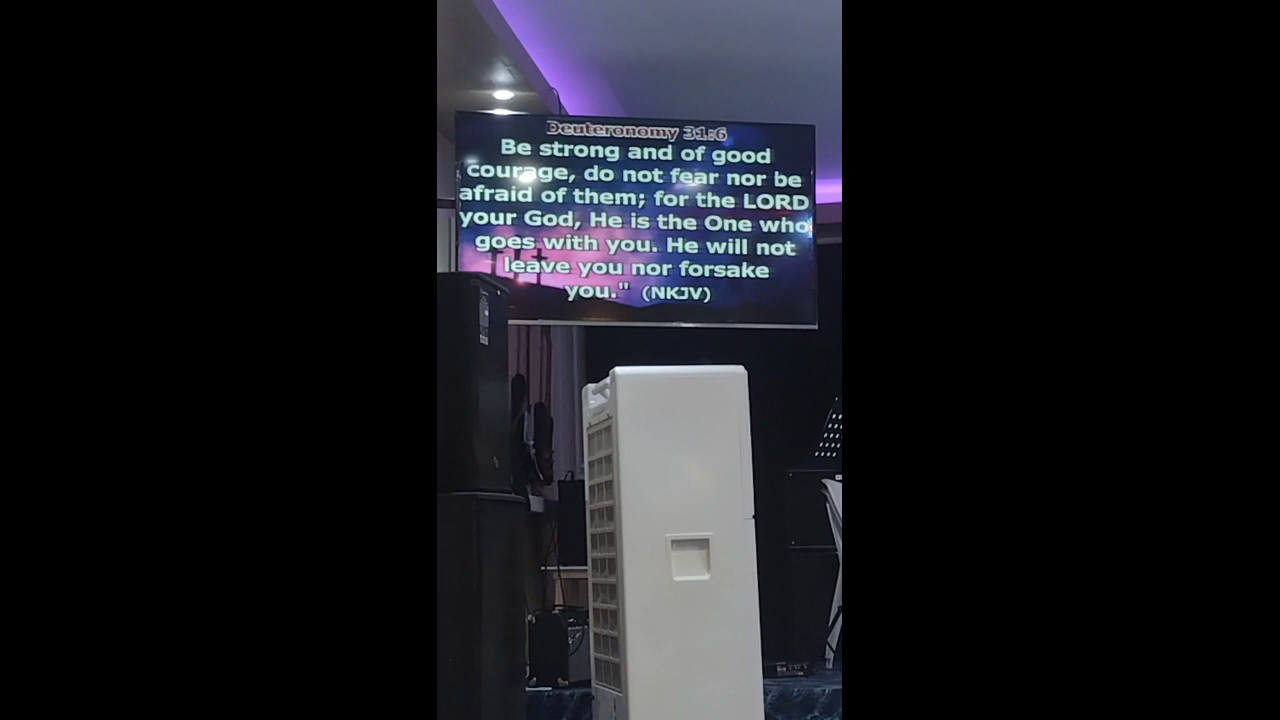 Deuteronomy 31:6
Be strong and of good
courage, do not fear nor be
afraid of them; for the LORD
your God, He is the One who
goes with you. He will not
leave you nor forsake
you." (NKJV)